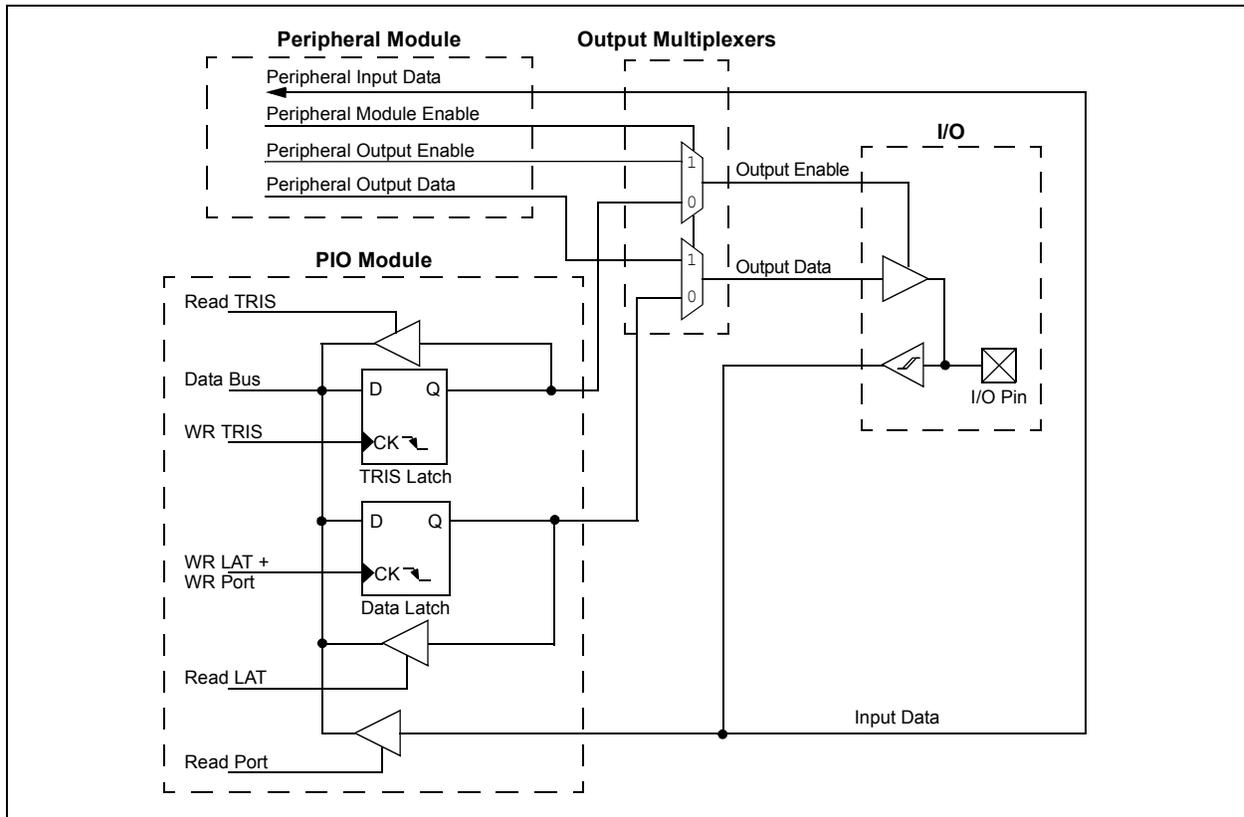 Peripheral Module
Output Multiplexers
Peripheral Input Data
Peripheral Module Enable
I/O
Peripheral Output Enable
1
Output Enable
Peripheral Output Data
0
PIO Module
1
Output Data
Read TRIS
0
Data Bus
D
Q
I/O Pin
WR TRIS
CK
TRIS Latch
D
Q
WR LAT +
WR Port
CK
Data Latch
Read LAT
Input Data
Read Port